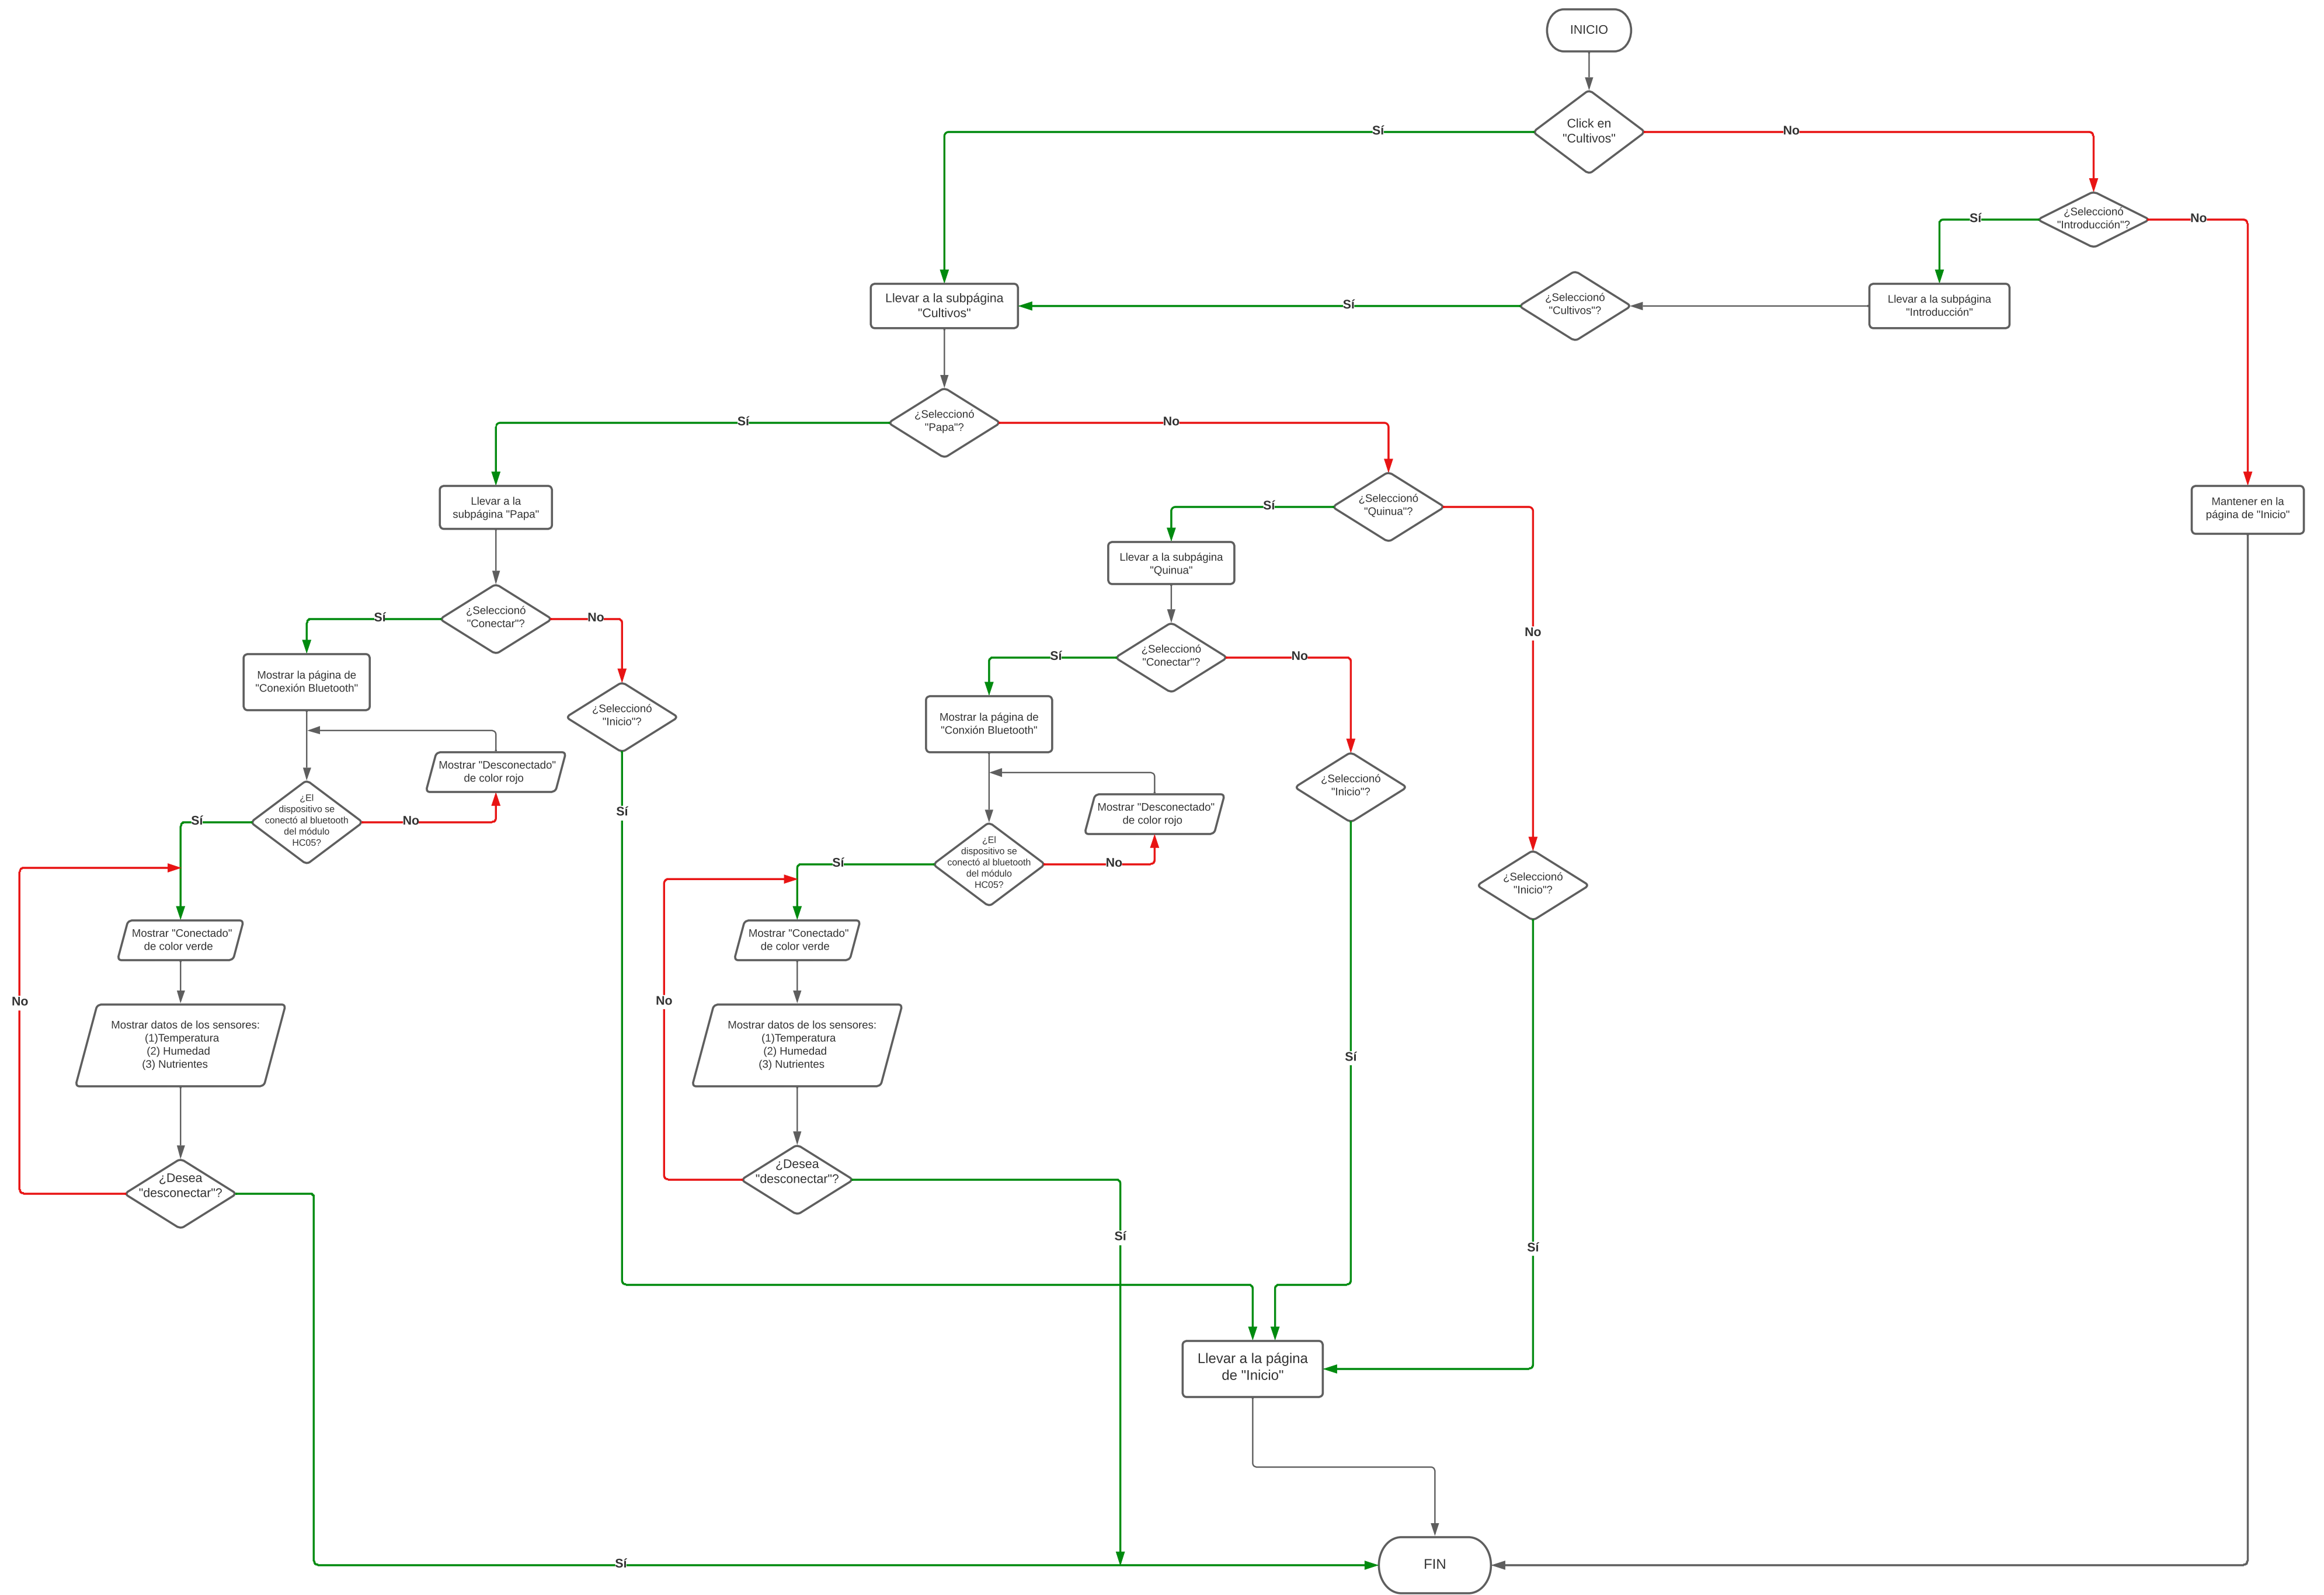 INICIO
Click en
"Cultivos"
Sí
No
¿Seleccionó
"Introducción"?
Sí
No
Llevar a la subpágina
"Cultivos"
Sí
¿Seleccionó
"Cultivos"?
Llevar a la subpágina
"Introducción"
¿Seleccionó
"Papa"?
Sí
No
Llevar a la
subpágina "Papa"
Sí
¿Seleccionó
"Quinua"?
Mantener en la
página de "Inicio"
Llevar a la subpágina
"Quinua"
No
¿Seleccionó
"Conectar"?
Sí
No
¿Seleccionó
"Conectar"?
Sí
No
Mostrar la página de
"Conexión Bluetooth"
¿Seleccionó
"Inicio"?
Mostrar la página de
"Conxión Bluetooth"
Mostrar "Desconectado"
de color rojo
¿Seleccionó
"Inicio"?
¿El
dispositivo se
conectó al bluetooth
del módulo
HC05?
Sí
No
Sí
Mostrar "Desconectado"
de color rojo
¿El
dispositivo se
conectó al bluetooth
del módulo
HC05?
Sí
No
¿Seleccionó
"Inicio"?
Mostrar "Conectado"
de color verde
Mostrar "Conectado"
de color verde
No
No
Mostrar datos de los sensores:
(1)Temperatura
(2) Humedad
(3) Nutrientes
Mostrar datos de los sensores:
(1)Temperatura
(2) Humedad
(3) Nutrientes
Sí
¿Desea
"desconectar"?
¿Desea
"desconectar"?
Sí
Sí
Llevar a la página
de "Inicio"
Sí
FIN